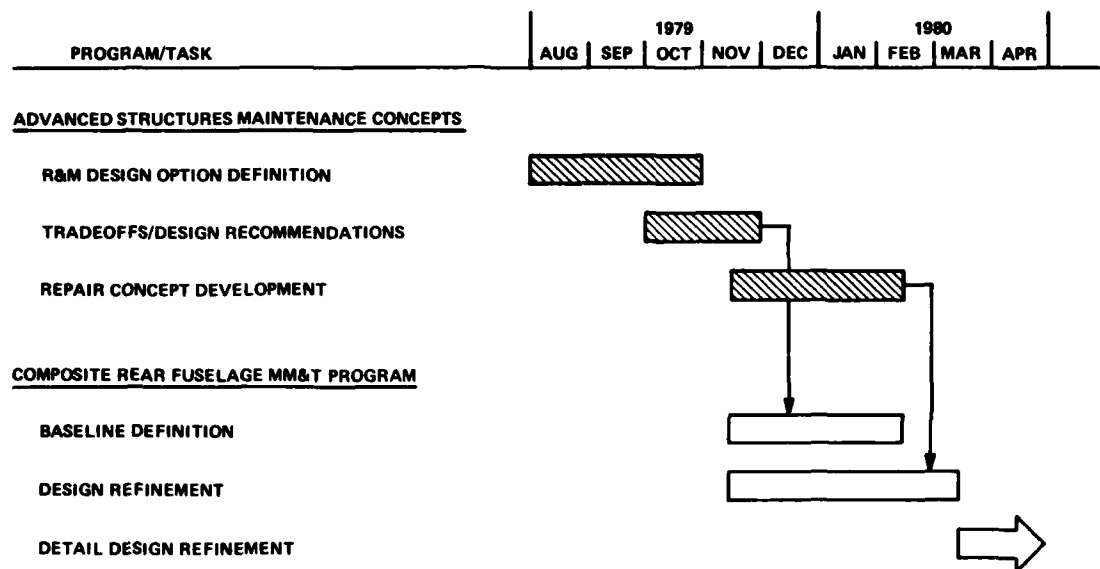 1979 1980
PROGRAM/TASK AUG SEP OCT NOV DEC JAN FEB MAR APR
ADVANCED STRUCTURES MAINTENANCE CONCEPTS
R&M DESIGN OPTION DEFINITION
TRADEOFFS/DESIGN RECOMMENDATIONS
REPAIR CONCEPT DEVELOPMENT
COMPOSITE REAR FUSELAGE MM&T PROGRAM
BASELINE DEFINITION
DESIGN REFINEMENT
DETAIL DESIGN REFINEMENT